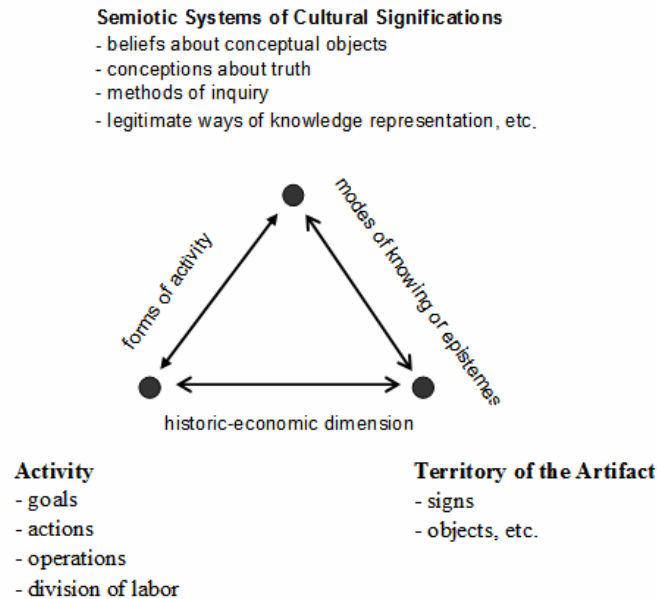 Semiotic Systems of Cultural Significations
- beliefs about conceptual objects
- conceptions about truth
- methods of inquiry
- legitimate ways of knowledge representation, etc.
forms of activity
modes of knowing or epistemes
historic-economic dimension
Activity
- goals
- actions
- operations
- division of labor
Territory of the Artifact
- signs
- objects, etc.